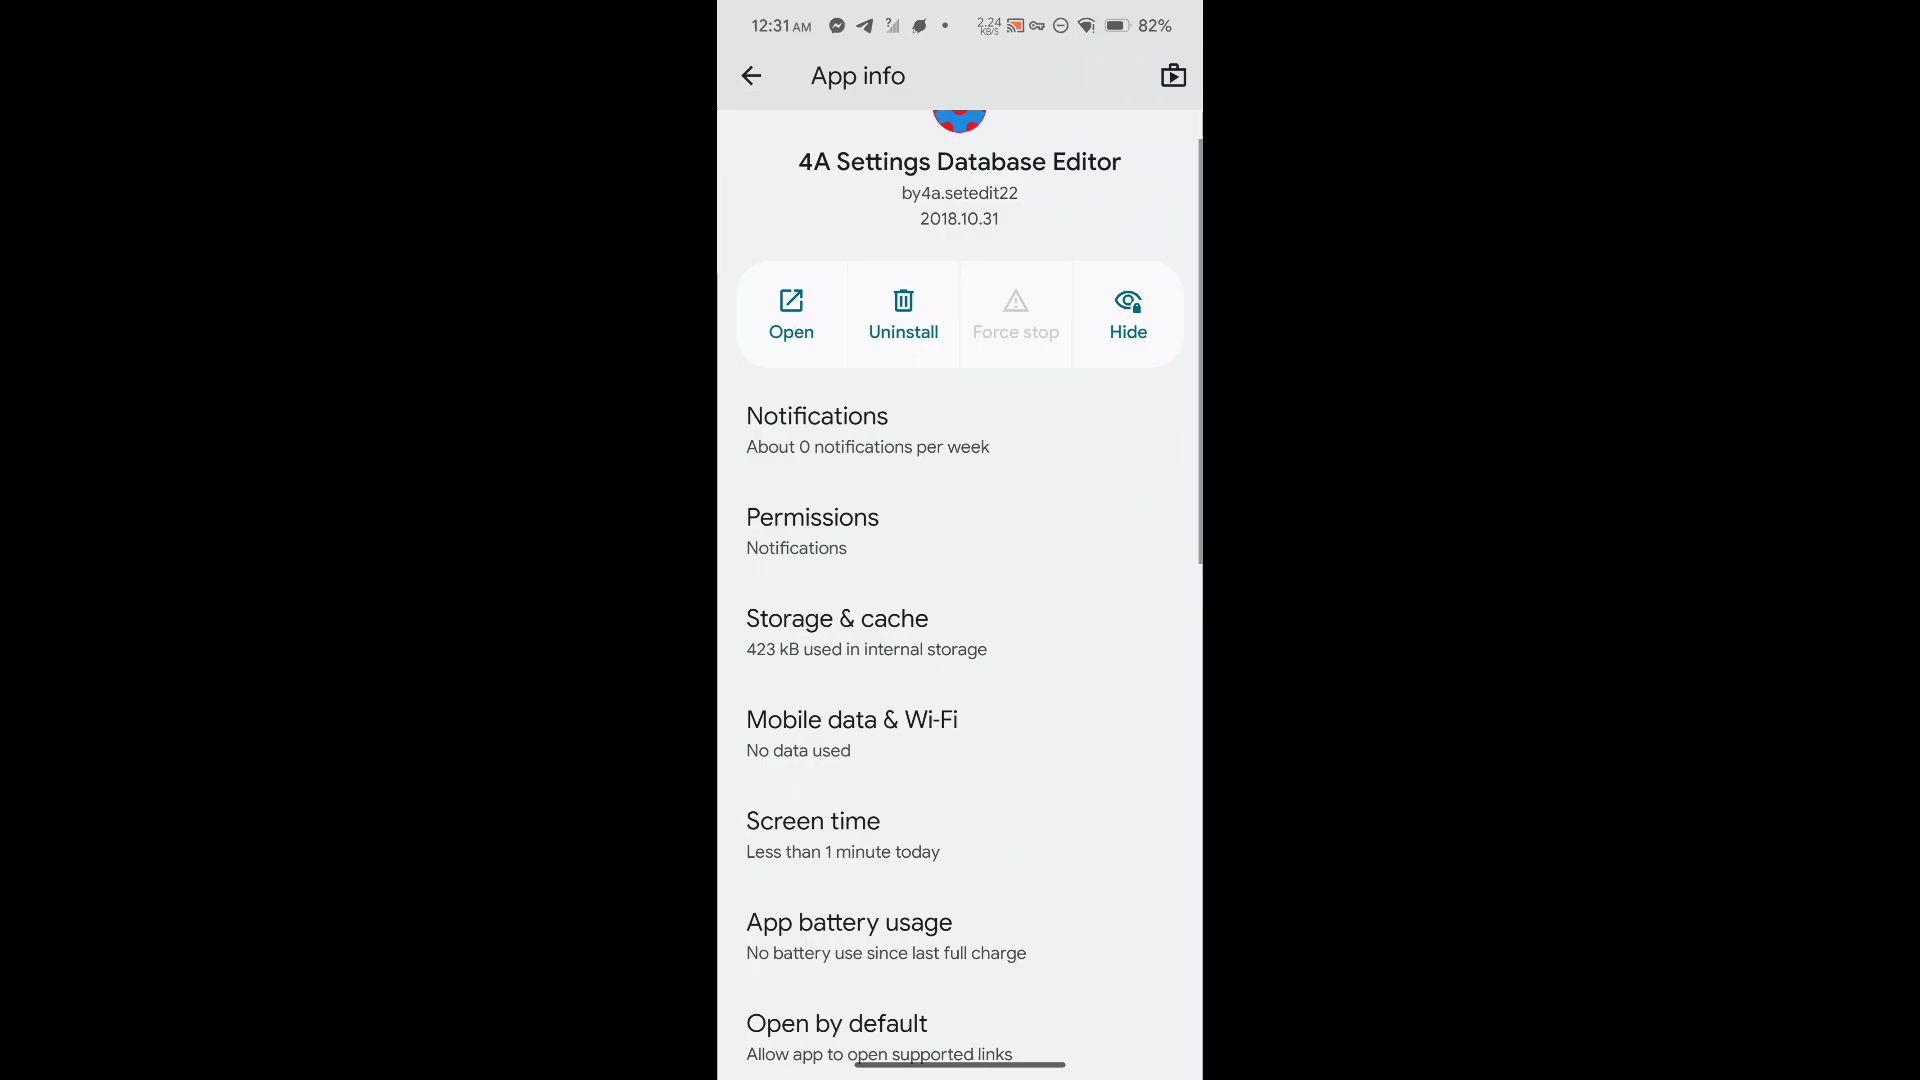 12:31 AM ? 2.24 KB/S 82%
App info
4A Settings Database Editor
by4a.setedit22
2018.10.31
Open Uninstall Force stop Hide
Notifications
About 0 notifications per week
Permissions
Notifications
Storage & cache
423 kB used in internal storage
Mobile data & Wi-Fi
No data used
Screen time
Less than 1 minute today
App battery usage
No battery use since last full charge
Open by default
Allow app to open supported links